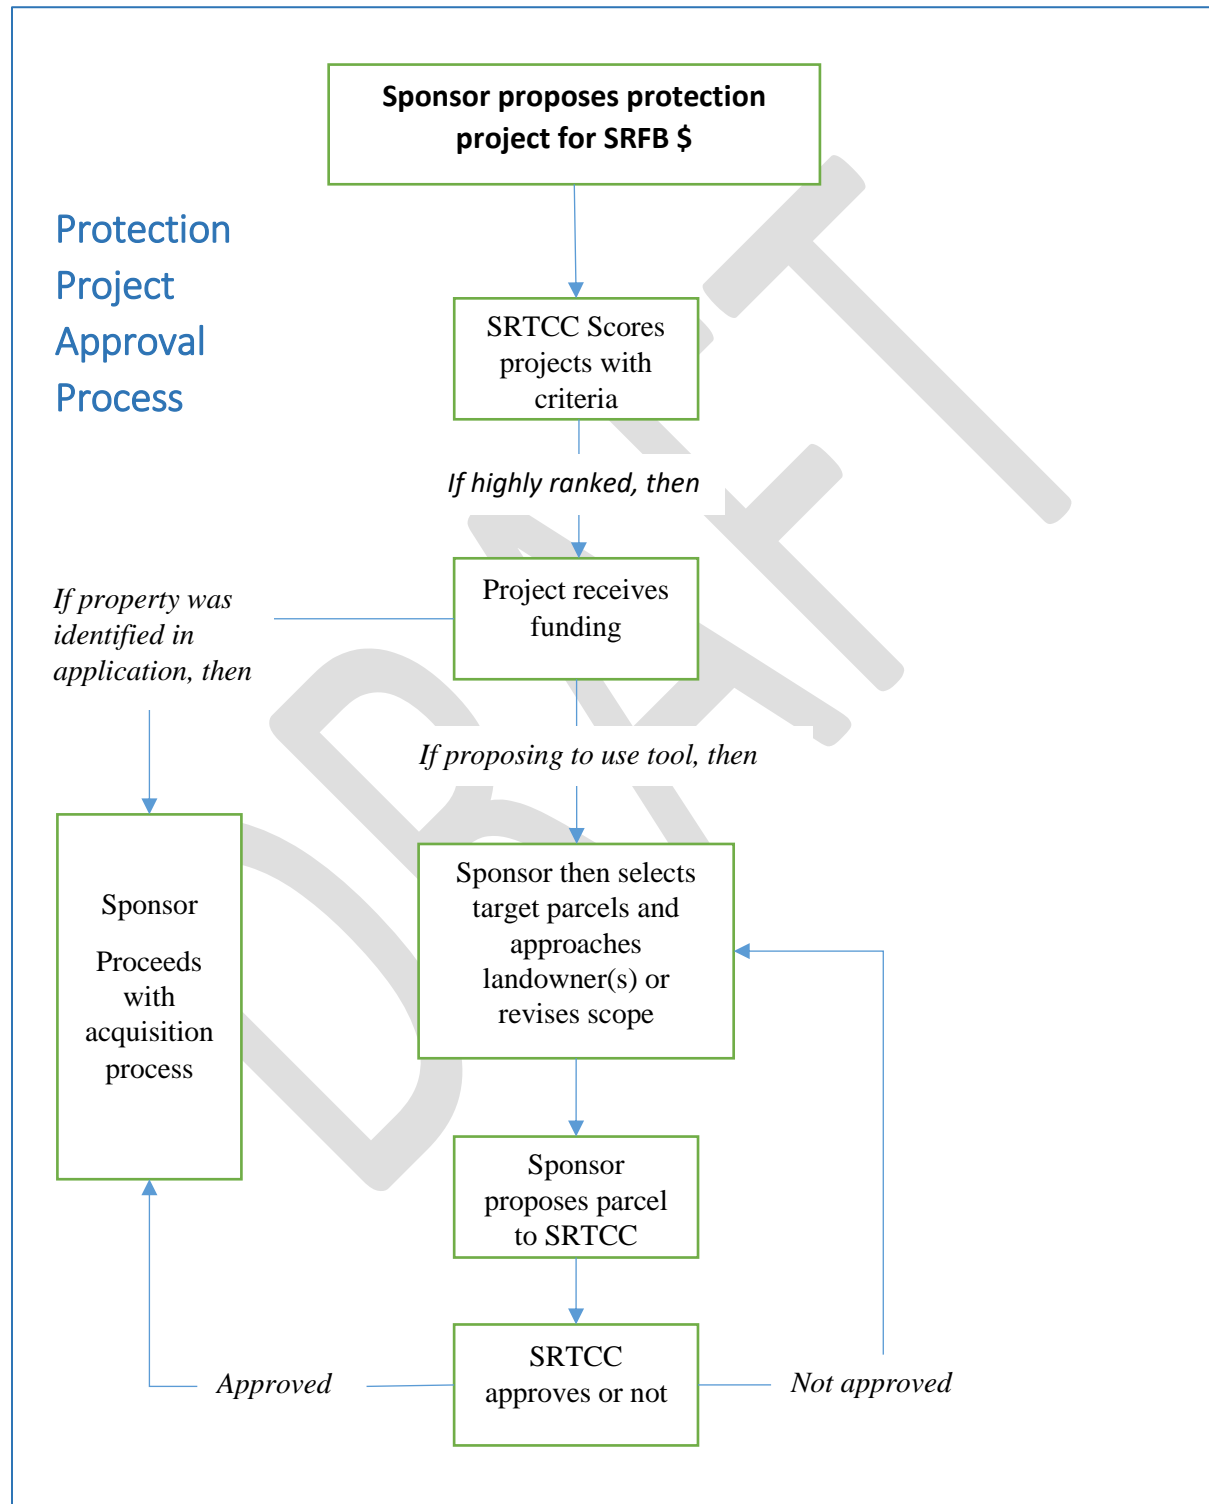 Sponsor proposes protection
project for SRFB $
Protection
Project
Approval
Process
SRTCC Scores
projects with
criteria
If highly ranked, then
Project receives
funding
If property was
identified in
application, then
If proposing to use tool, then
Sponsor then selects
target parcels and
approaches
landowner(s) or
revises scope
Sponsor
Proceeds
with
acquisition
process
Sponsor
proposes parcel
to SRTCC
SRTCC
approves or not
Approved
Not approved
DRAFT